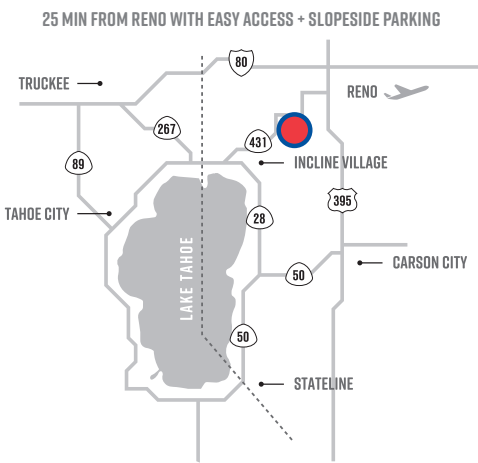 25 MIN FROM RENO WITH EASY ACCESS + SLOPESIDE PARKING
80
TRUCKEE
RENO
267
431
89
INCLINE VILLAGE
395
TAHOE CITY
28
LAKE TAHOE
CARSON CITY
50
50
STATELINE